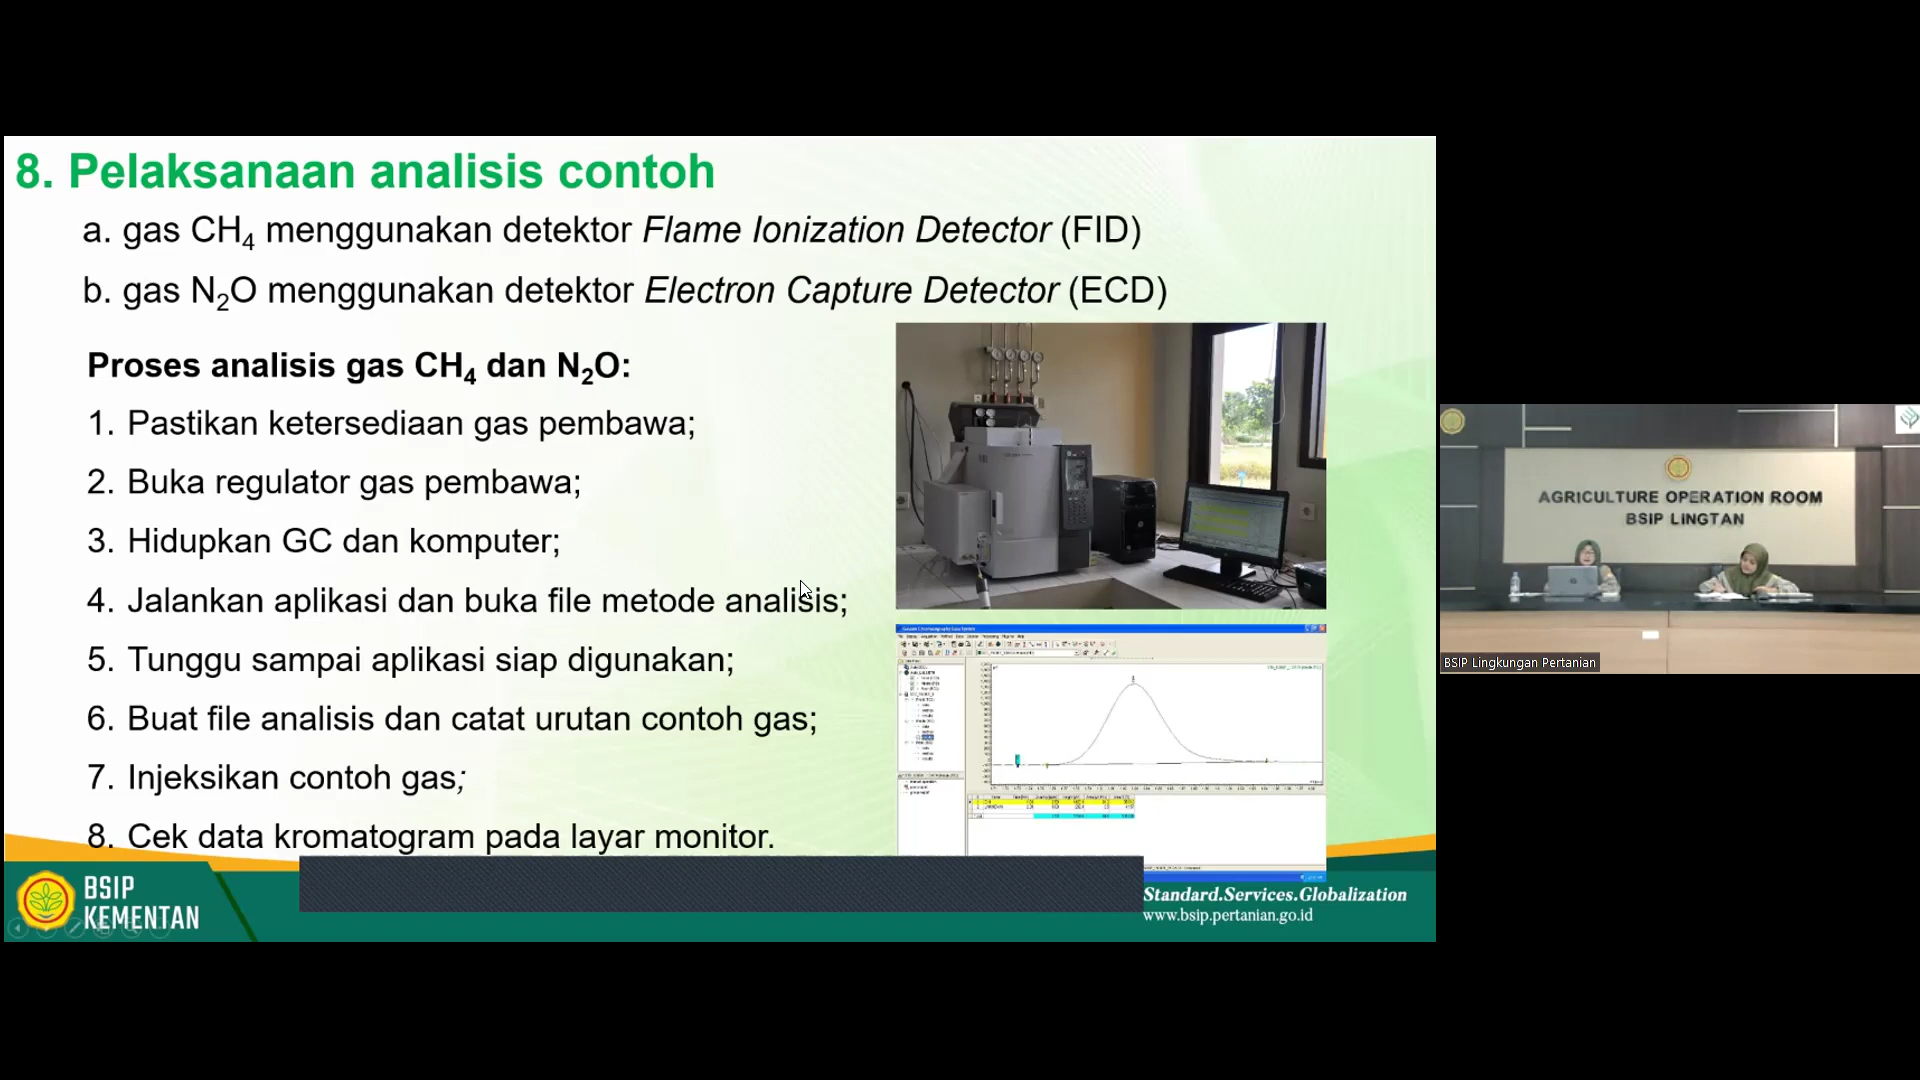 8. Pelaksanaan analisis contoh
a. gas CH₄ menggunakan detektor Flame Ionization Detector (FID)
b. gas N₂O menggunakan detektor Electron Capture Detector (ECD)
Proses analisis gas CH₄ dan N₂O:
1. Pastikan ketersediaan gas pembawa;
2. Buka regulator gas pembawa;
3. Hidupkan GC dan komputer;
4. Jalankan aplikasi dan buka file metode analisis;
5. Tunggu sampai aplikasi siap digunakan;
6. Buat file analisis dan catat urutan contoh gas;
7. Injeksikan contoh gas;
8. Cek data kromatogram pada layar monitor.
BSIP
KEMENTAN
Standard.Services.Globalization
www.bsip.pertanian.go.id
AGRICULTURE OPERATION ROOM
BSIP LINGTAN
BSIP Lingkungan Pertanian